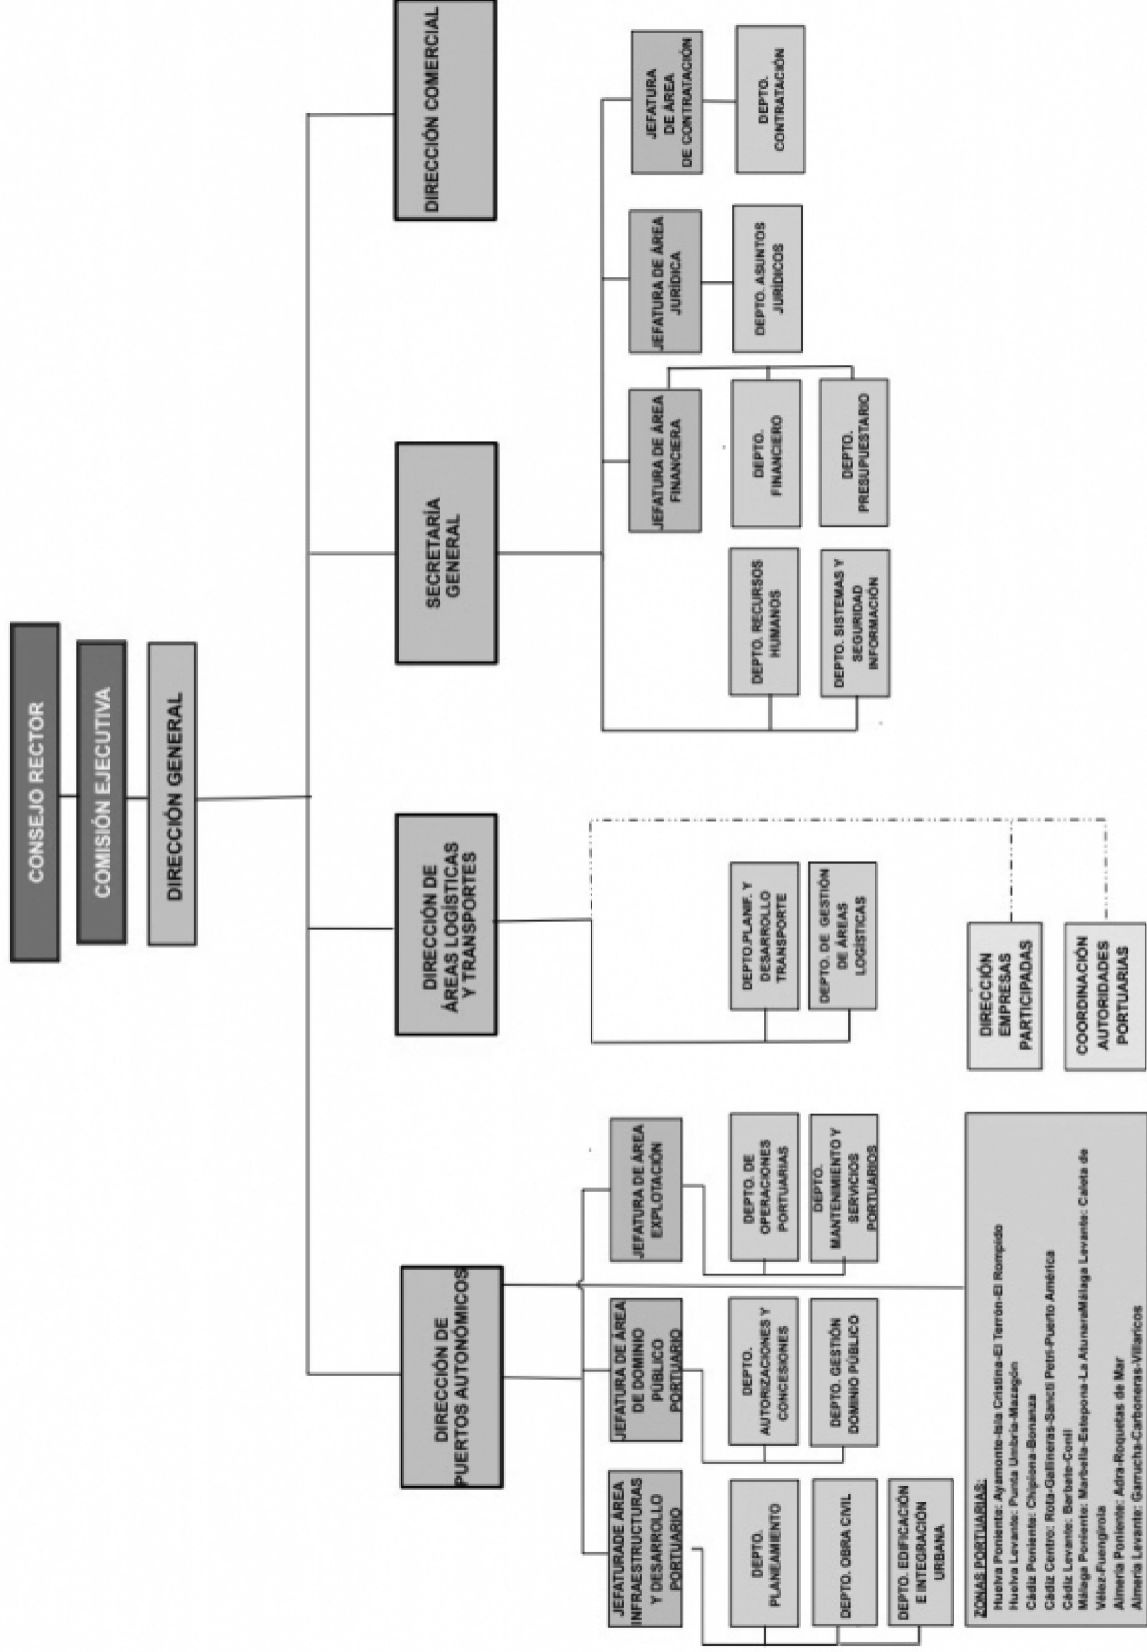 CONSEJO RECTOR
COMISIÓN EJECUTIVA
DIRECCIÓN GENERAL
DIRECCIÓN DE
PUERTOS AUTONÓMICOS
DIRECCIÓN DE
ÁREAS LOGÍSTICAS
Y TRANSPORTES
SECRETARÍA
GENERAL
DIRECCIÓN COMERCIAL
JEFATURADE ÁREA
INFRAESTRUCTURAS
Y DESARROLLO
PORTUARIO
JEFATURA DE ÁREA
DE DOMINIO
PÚBLICO
PORTUARIO
JEFATURA DE ÁREA
EXPLOTACIÓN
JEFATURA DE ÁREA
FINANCIERA
JEFATURA DE ÁREA
JURÍDICA
JEFATURA
DE ÁREA
DE CONTRATACIÓN
DEPTO.
PLANEAMIENTO
DEPTO.
AUTORIZACIONES Y
CONCESIONES
DEPTO. DE
OPERACIONES
PORTUARIAS
DEPTO.PLANIF. Y
DESARROLLO
TRANSPORTE
DEPTO. RECURSOS
HUMANOS
DEPTO.
FINANCIERO
DEPTO. ASUNTOS
JURÍDICOS
DEPTO.
CONTRATACIÓN
DEPTO. OBRA CIVIL
DEPTO. GESTIÓN
DOMINIO PÚBLICO
DEPTO.
MANTENIMIENTO Y
SERVICIOS
PORTUARIOS
DEPTO. DE GESTIÓN
DE ÁREAS
LOGÍSTICAS
DEPTO. SISTEMAS Y
SEGURIDAD
INFORMACIÓN
DEPTO.
PRESUPUESTARIO
DEPTO. EDIFICACIÓN
E INTEGRACIÓN
URBANA
DIRECCIÓN
EMPRESAS
PARTICIPADAS
COORDINACIÓN
AUTORIDADES
PORTUARIAS
ZONAS PORTUARIAS:
Huelva Poniente: Ayamonte-Isla Cristina-El Terrón-El Rompido
Huelva Levante: Punta Umbría-Mazagón
Cádiz Poniente: Chipiona-Bonanza
Cádiz Centro: Rota-Gallineras-Sancti Petri-Puerto América
Cádiz Levante: Barbate-Conil
Málaga Poniente: Marbella-Estepona-La AtunaraMálaga Levante: Caleta de
Vélez-Fuengirola
Almería Poniente: Adra-Roquetas de Mar
Almería Levante: Garrucha-Carboneras-Villaricos